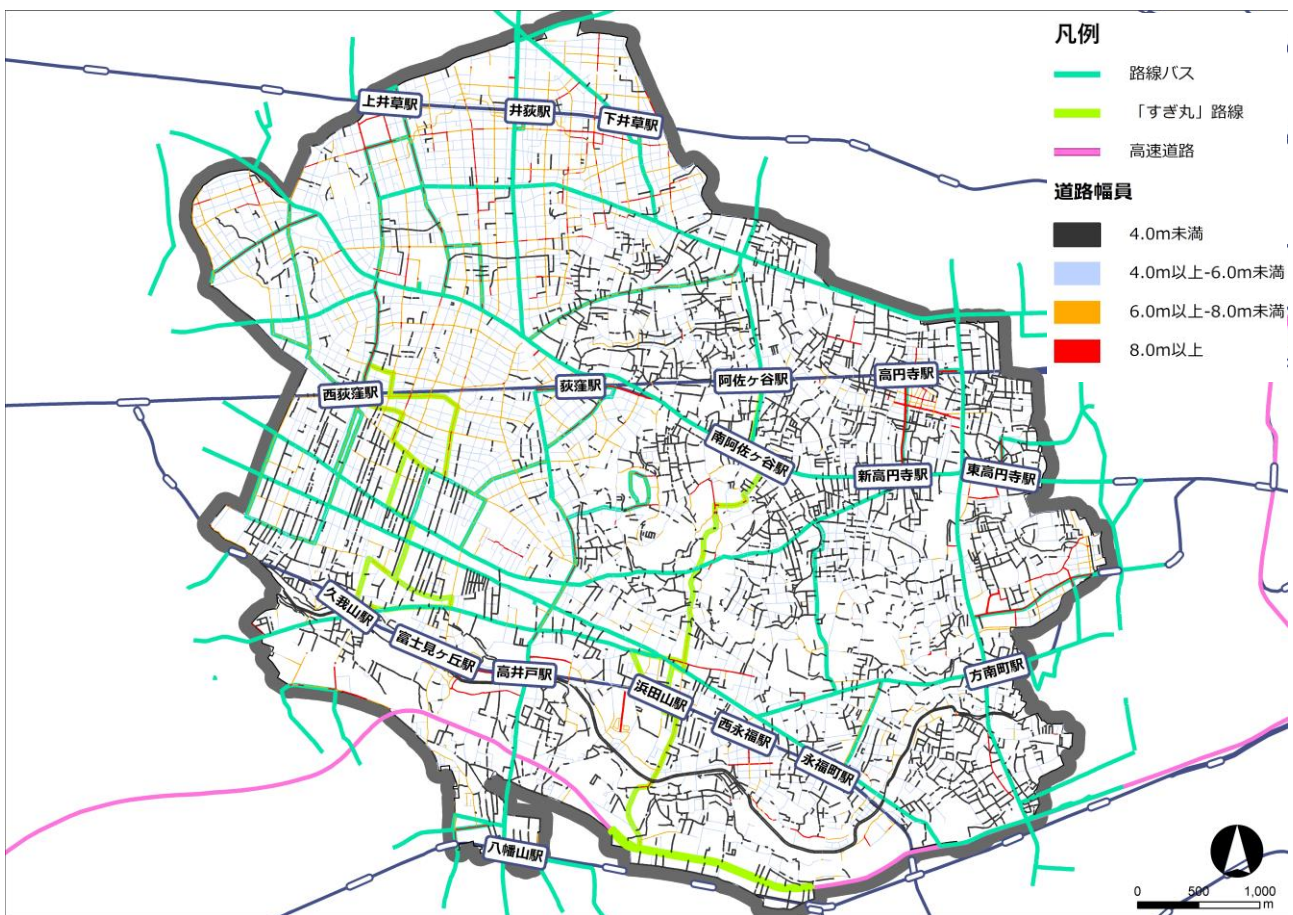 凡例
路線バス
「すぎ丸」路線
高速道路
道路幅員
4.0m未満
4.0m以上-6.0m未満
6.0m以上-8.0m未満
8.0m以上
上井草駅
井荻駅
下井草駅
西荻窪駅
荻窪駅
阿佐ヶ谷駅
高円寺駅
南阿佐ヶ谷駅
新高円寺駅
東高円寺駅
久我山駅
富士見ヶ丘駅
高井戸駅
浜田山駅
西永福駅
永福町駅
方南町駅
八幡山駅
0 500 1,000
m